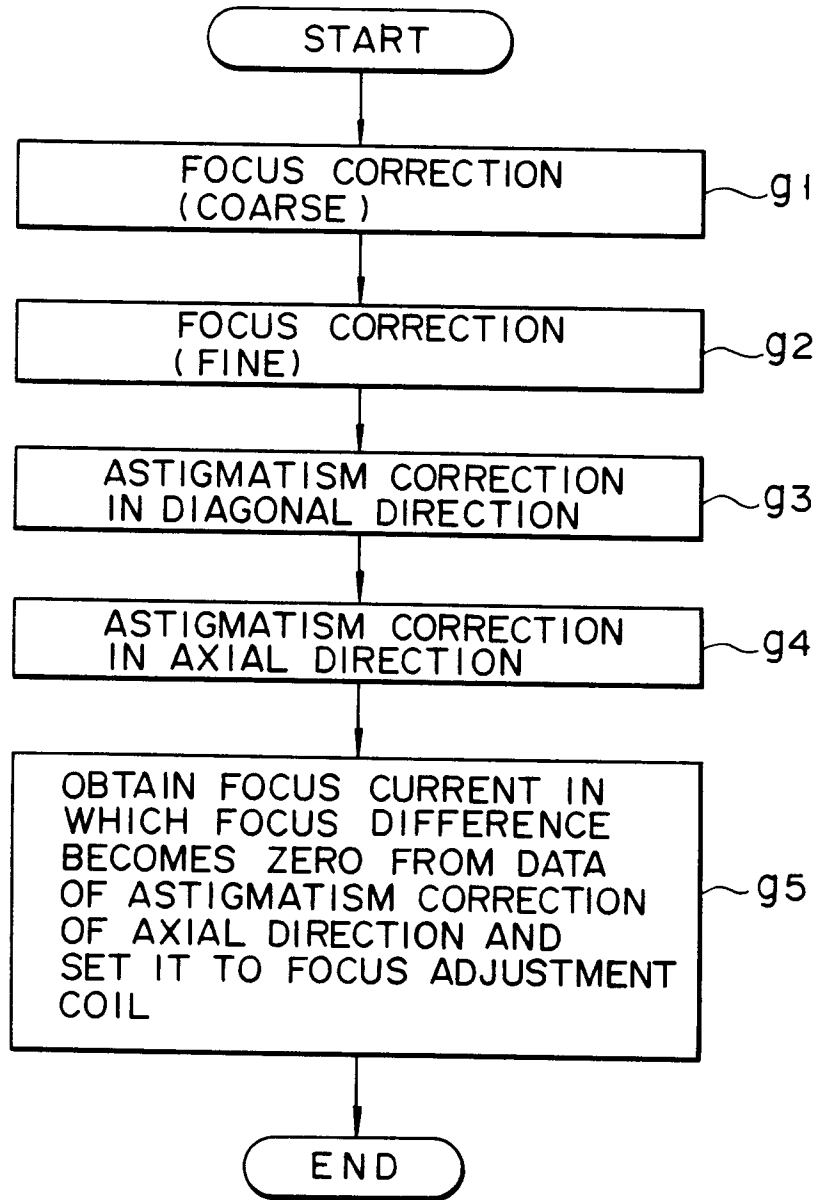 START
FOCUS CORRECTION
(COARSE)
g1
FOCUS CORRECTION
(FINE)
g2
ASTIGMATISM CORRECTION
IN DIAGONAL DIRECTION
g3
ASTIGMATISM CORRECTION
IN AXIAL DIRECTION
g4
OBTAIN FOCUS CURRENT IN
WHICH FOCUS DIFFERENCE
BECOMES ZERO FROM DATA
OF ASTIGMATISM CORRECTION
OF AXIAL DIRECTION AND
SET IT TO FOCUS ADJUSTMENT
COIL
g5
END